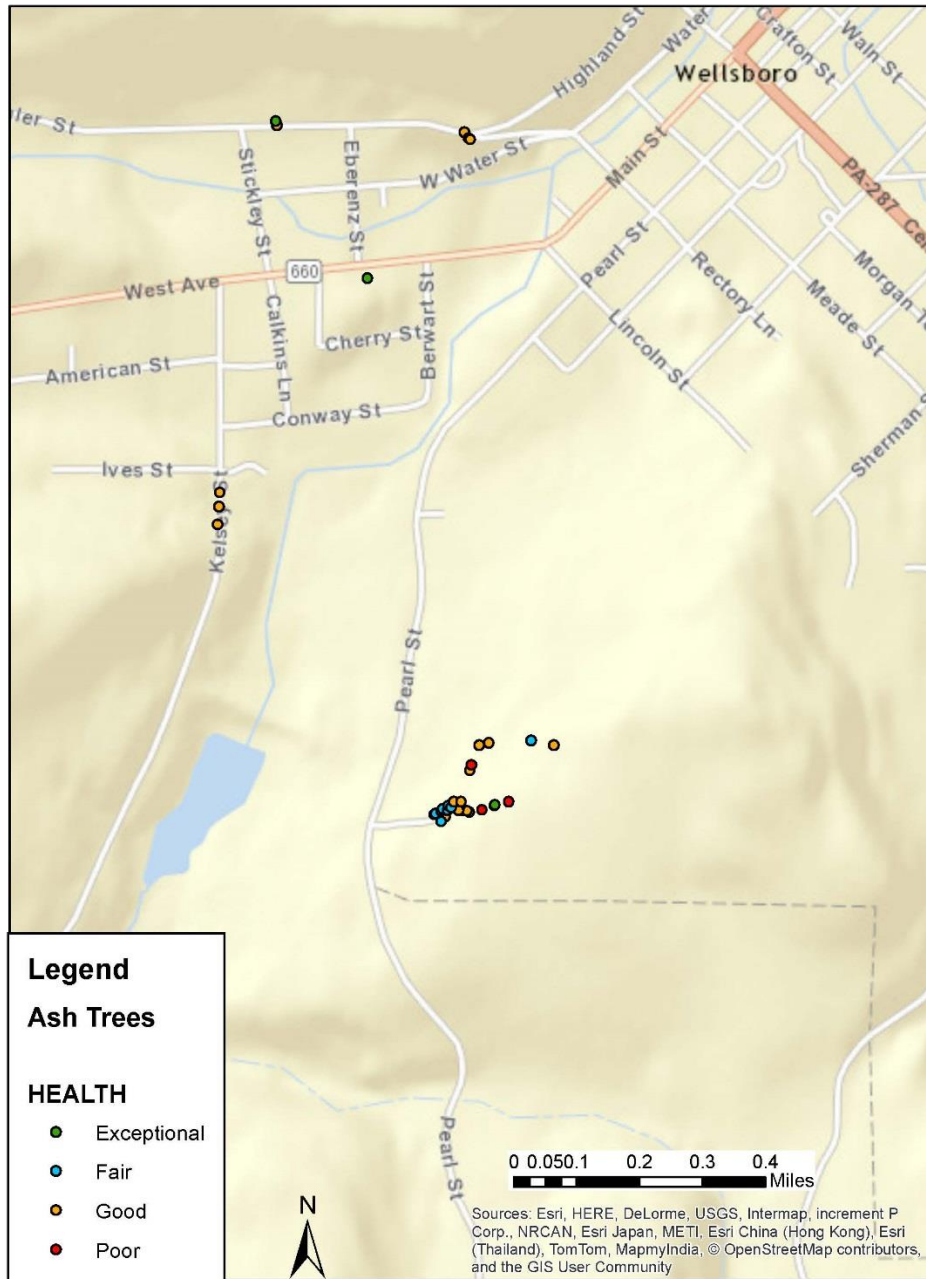 Highland St
Water
Crafton St
Waln St
Wellsboro
ler St
Stickley St
Eberenz St
W Water St
Main St
PA-287 Cen
660
West Ave
Pearl St
Rectory Ln
Morgan Te
Meade St
Calkins Ln
Cherry St
Berwart St
Lincoln St
American St
Conway St
Sherman S
Ives St
Kelsey St
Pearl St
Pearl St
Legend
Ash Trees
HEALTH
Exceptional
Fair
Good
Poor
N
0 0.050.1 0.2 0.3 0.4
Miles
Sources: Esri, HERE, DeLorme, USGS, Intermap, increment P
Corp., NRCAN, Esri Japan, METI, Esri China (Hong Kong), Esri
(Thailand), TomTom, MapmyIndia, © OpenStreetMap contributors,
and the GIS User Community